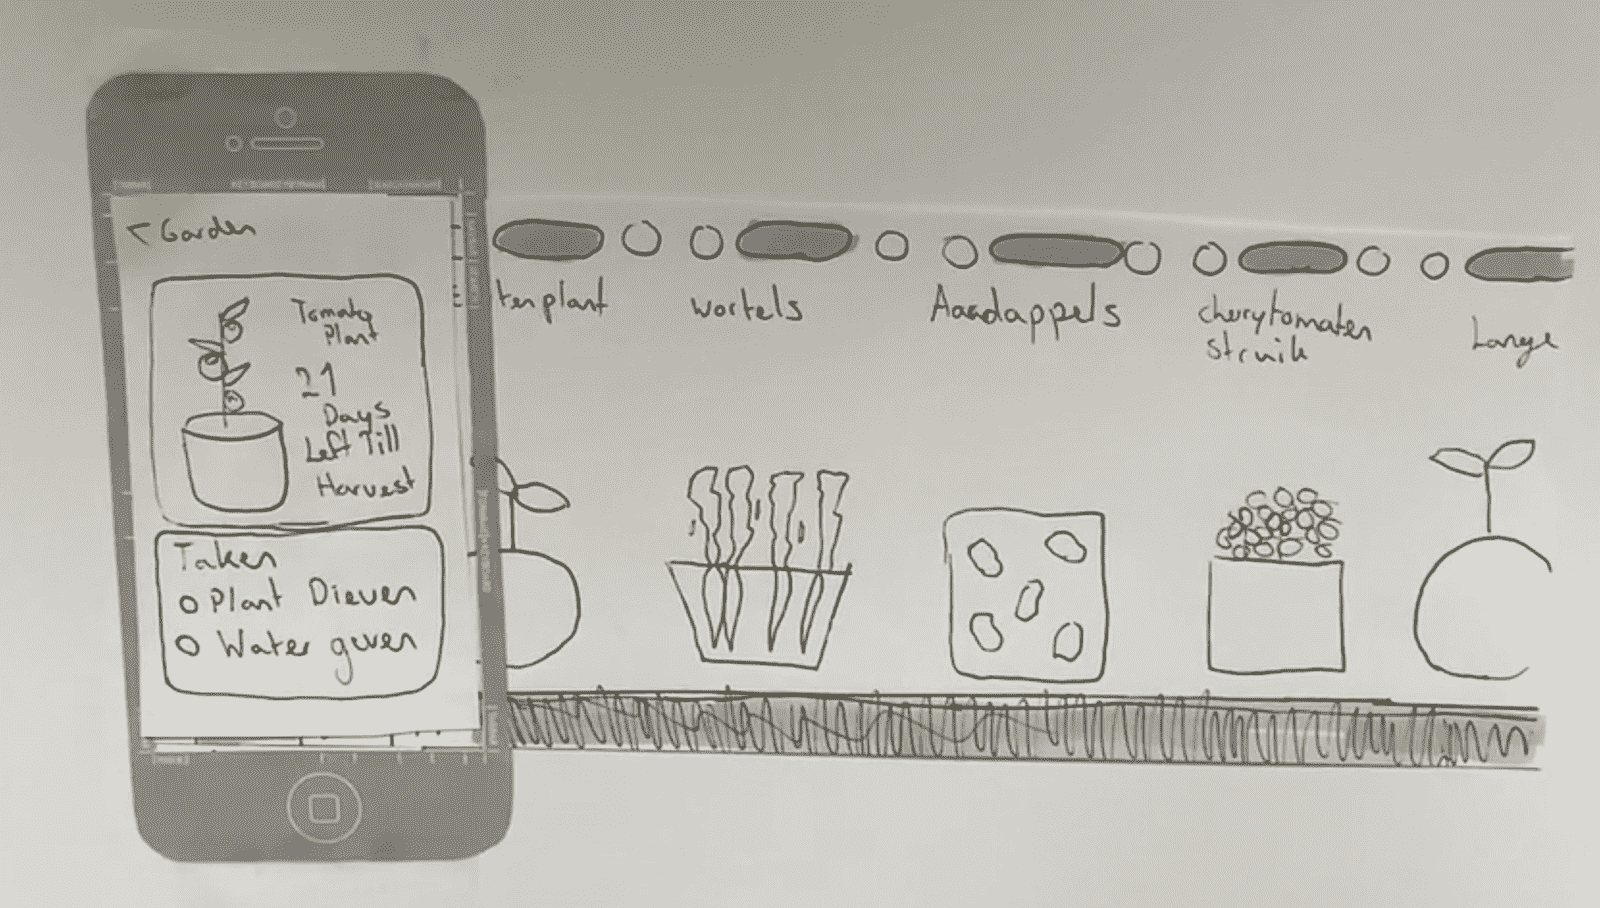 < Garden
Tomato
Plant
21
Days
Left Till
Harvest
Taken
Plant Dieven
Water geven
tenplant
wortels
Aardappels
cherrytomaten
struik
Lange